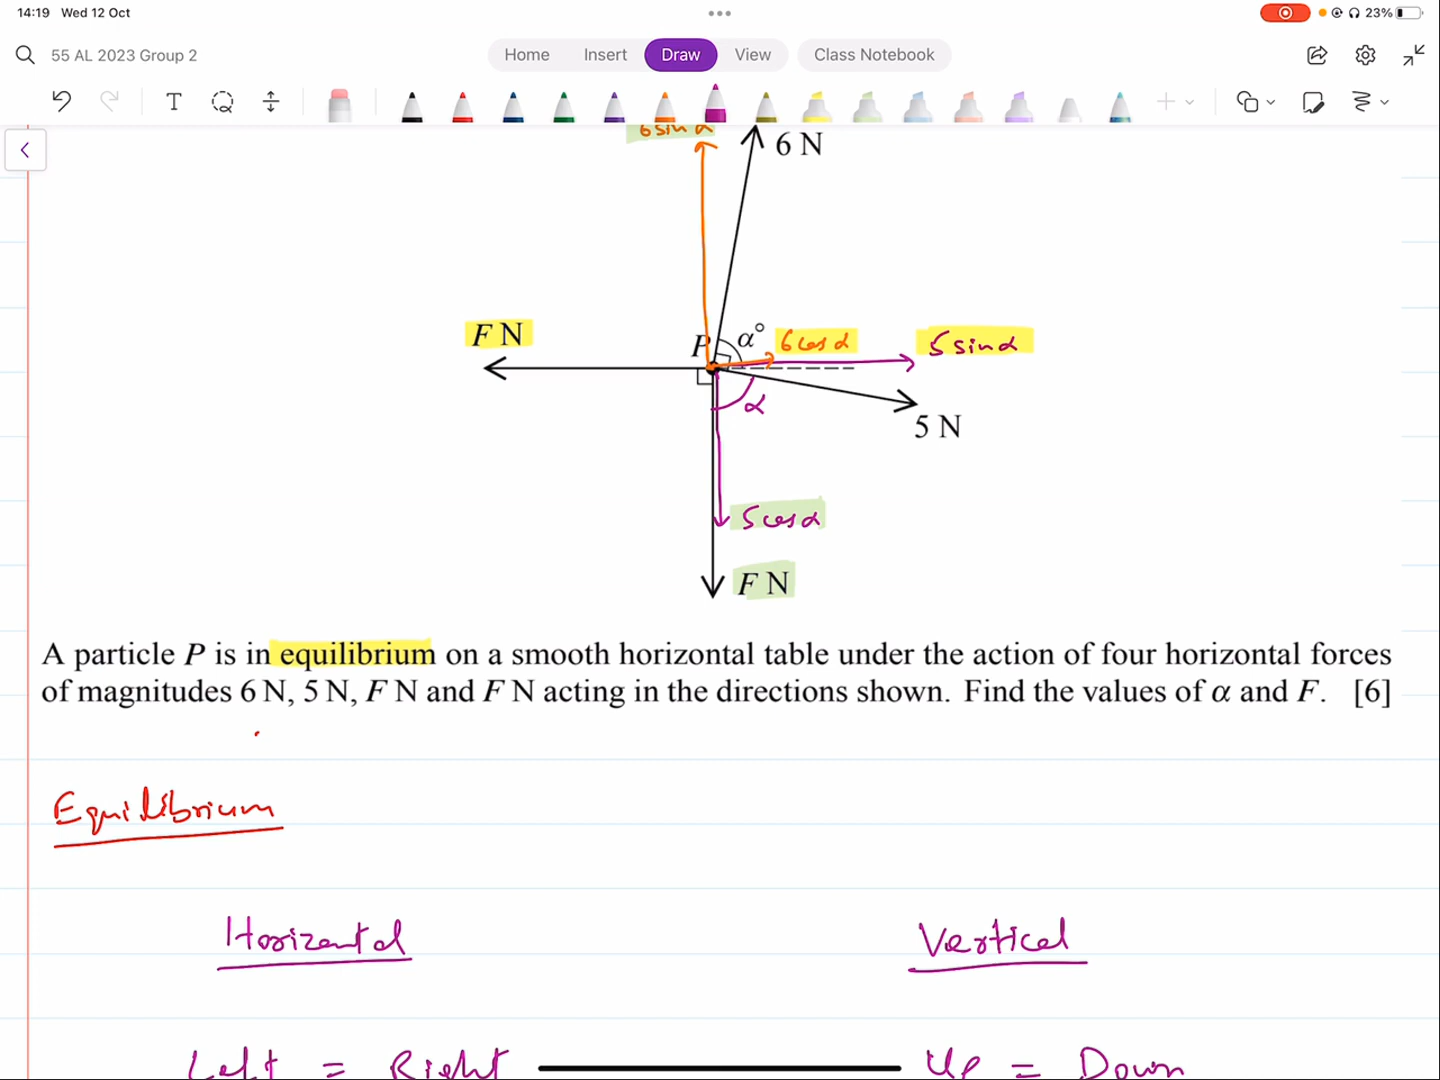 14:19 Wed 12 Oct
23%
55 AL 2023 Group 2
Home Insert Draw View Class Notebook
T
6 sin α
6 N
F N
P
α°
6 cos α
5 sin α
α
5 N
5 cos α
F N
A particle P is in equilibrium on a smooth horizontal table under the action of four horizontal forces
of magnitudes 6 N, 5 N, F N and F N acting in the directions shown. Find the values of α and F. [6]
Equilibrium
Horizontal Vertical
Left = Right Up = Down